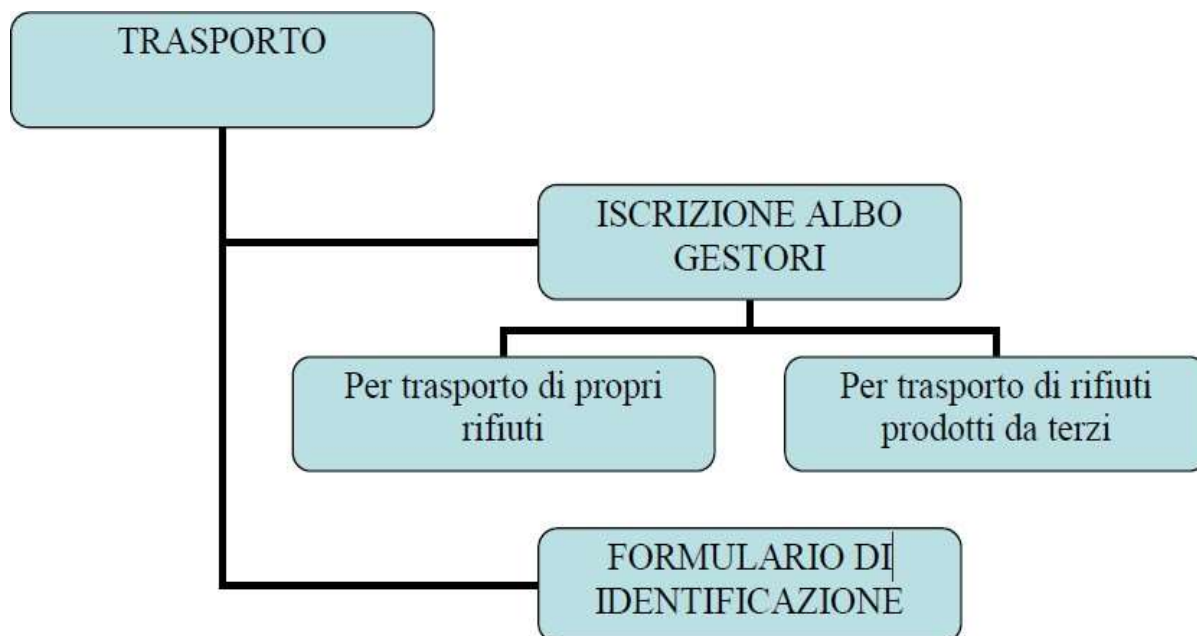 TRASPORTO
ISCRIZIONE ALBO
GESTORI
Per trasporto di propri
rifiuti
Per trasporto di rifiuti
prodotti da terzi
FORMULARIO DI
IDENTIFICAZIONE